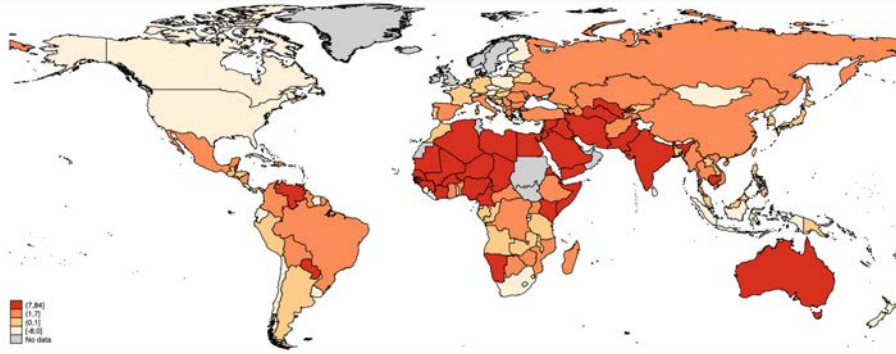 (7,84]
(1,7]
(0,1]
[-8,0]
No data